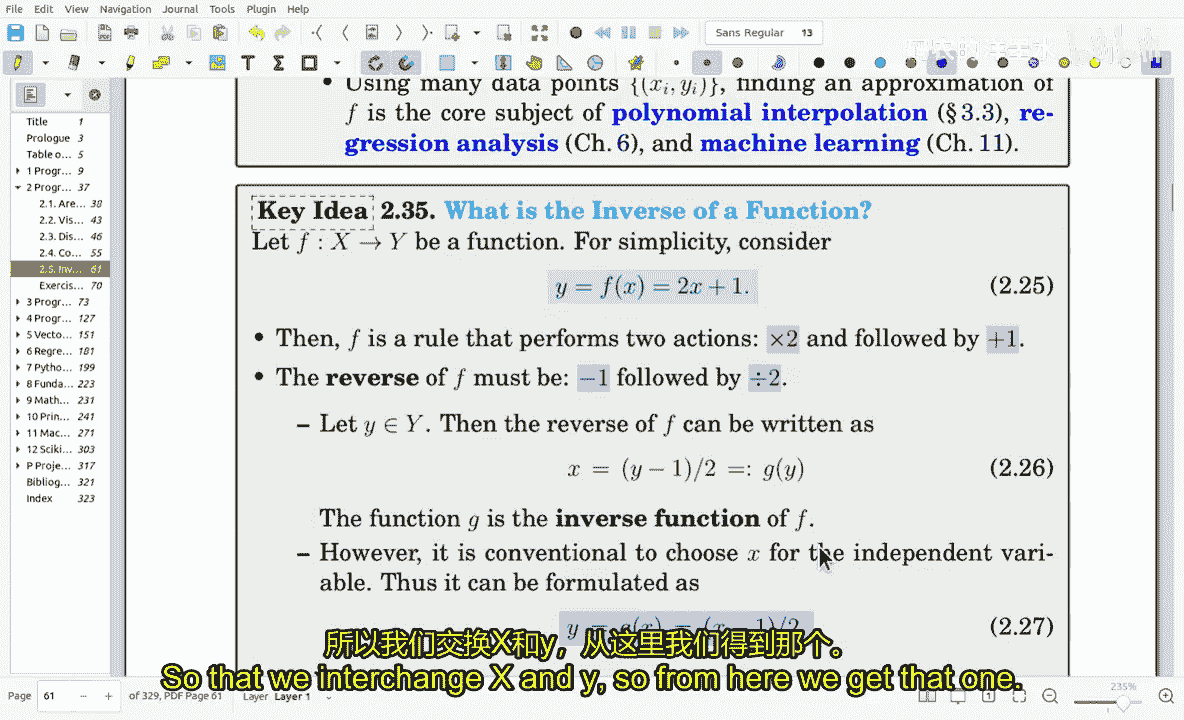 File Edit View Navigation Journal Tools Plugin Help
Sans Regular 13
Title 1
Prologue 3
Table o... 5
1 Progr... 9
2 Progr... 37
2.1. Are... 38
2.2. Vis... 43
2.3. Dis... 46
2.4. Co... 55
2.5. Inv... 61
Exercis... 70
3 Progr... 73
4 Progr... 127
5 Vecto... 151
6 Regre... 181
7 Pytho... 199
8 Funda... 223
9 Math... 231
10 Prin... 241
11 Mac... 271
12 Sciki... 303
P Proje... 317
Bibliog... 321
Index 323
• Using many data points {(xᵢ, yᵢ)}, finding an approximation of
f is the core subject of polynomial interpolation (§3.3), re-
gression analysis (Ch. 6), and machine learning (Ch. 11).
Key Idea 2.35. What is the Inverse of a Function?
Let f : X → Y be a function. For simplicity, consider
y = f(x) = 2x + 1. (2.25)
• Then, f is a rule that performs two actions: ×2 and followed by +1.
• The reverse of f must be: −1 followed by ÷2.
– Let y ∈ Y. Then the reverse of f can be written as
x = (y − 1)/2 =: g(y) (2.26)
The function g is the inverse function of f.
– However, it is conventional to choose x for the independent vari-
able. Thus it can be formulated as
y = g(x) = (x − 1)/2. (2.27)
所以我们交换X和y，从这里我们得到那个。
So that we interchange X and y, so from here we get that one.
Page 61 of 329, PDF Page 61 Layer Layer 1
235%